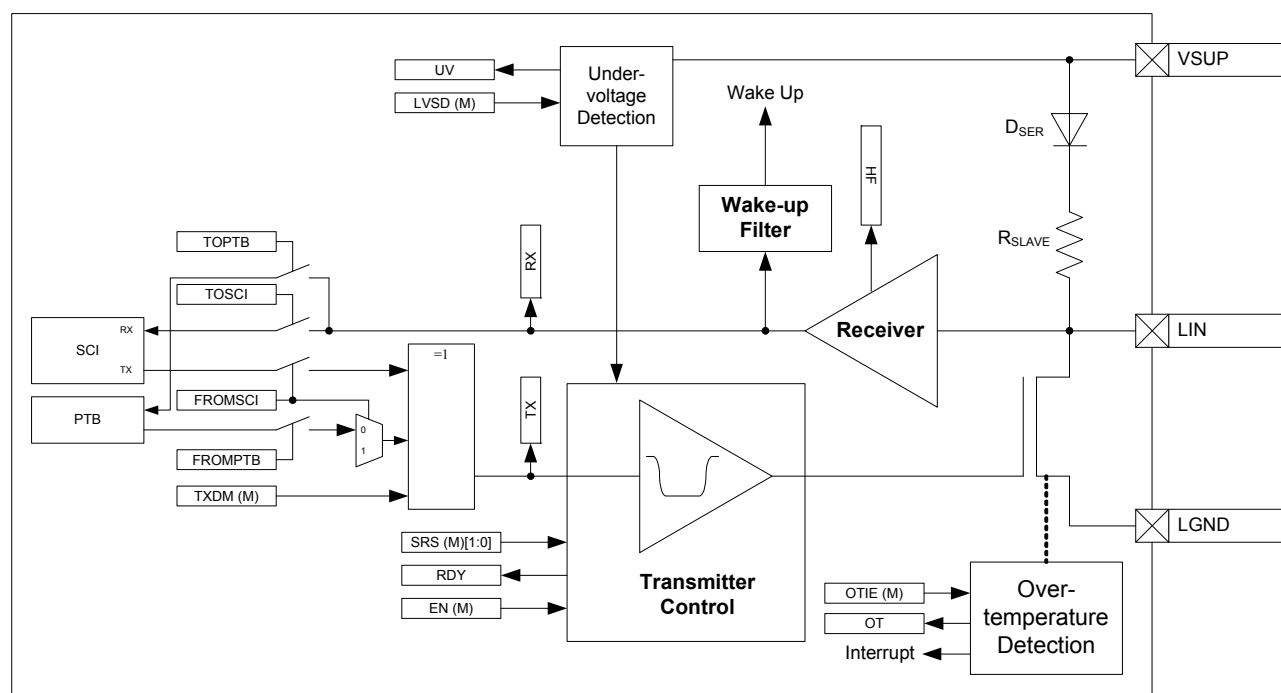 VSUP
UV
Under-
voltage
Detection
LVSD (M)
Wake Up
DSER
HF
Wake-up
Filter
RSLAVE
TOPTB
RX
TOSCI
RX
SCI
TX
Receiver
LIN
=1
FROMSCI
TX
PTB
0
1
FROMPTB
TXDM (M)
LGND
SRS (M)[1:0]
RDY
EN (M)
Transmitter
Control
OTIE (M)
OT
Interrupt
Over-
temperature
Detection